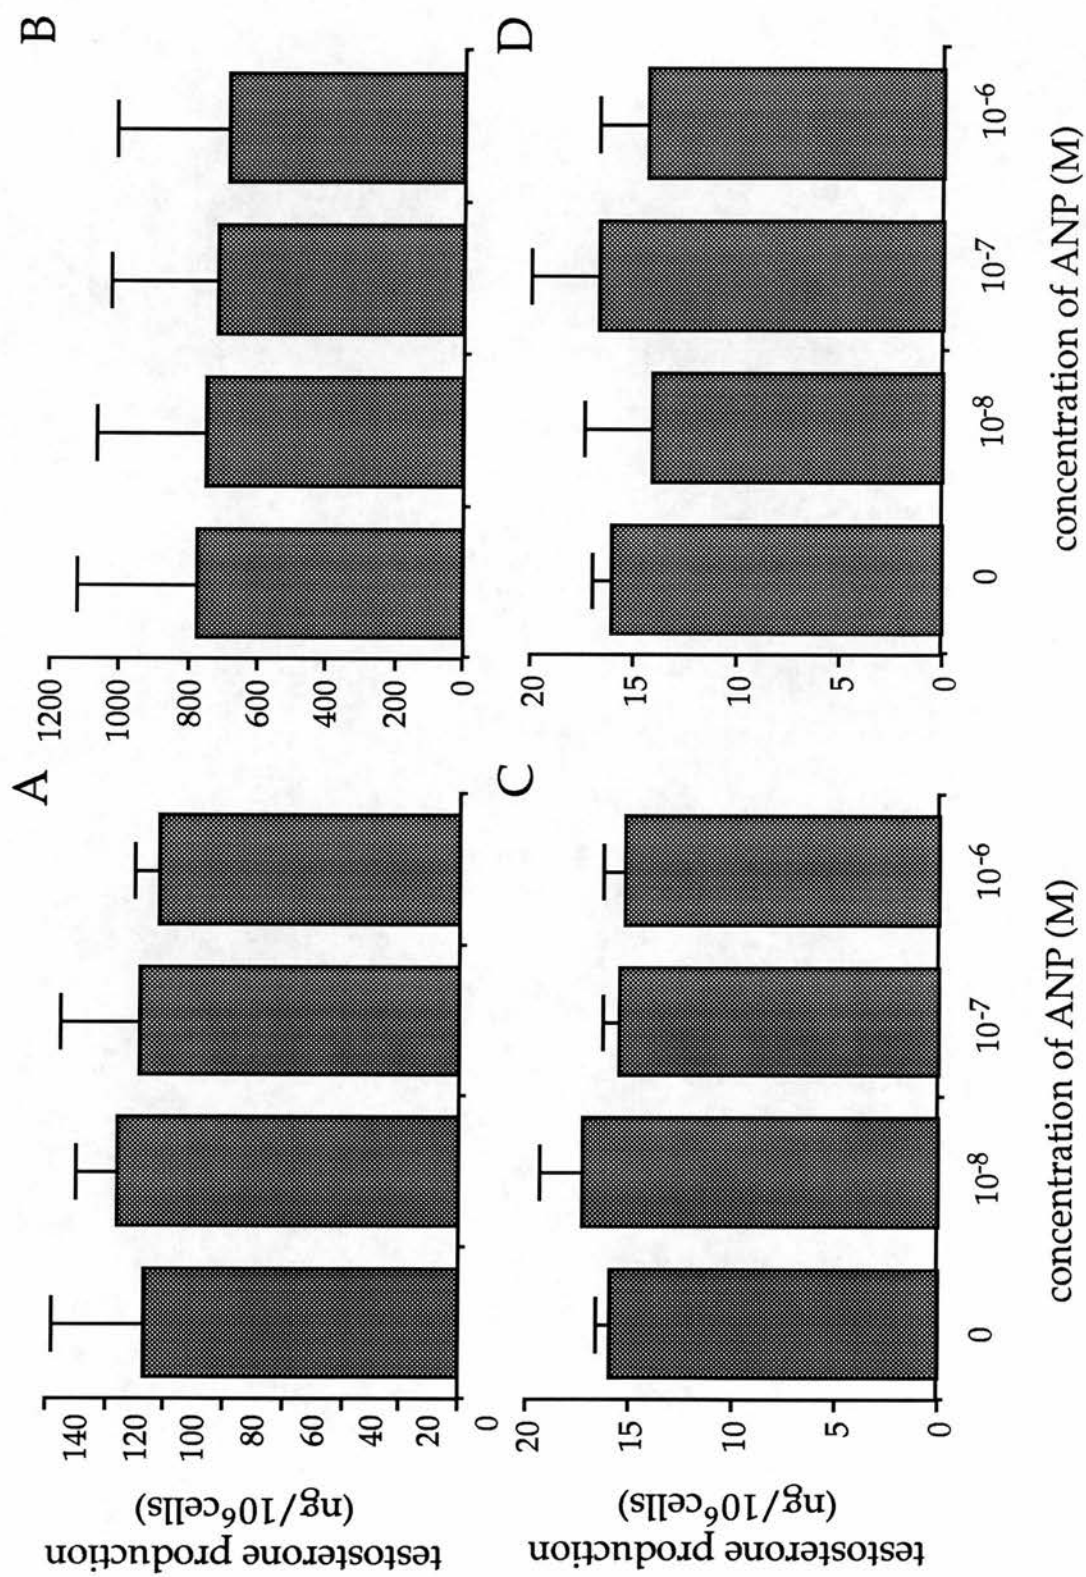 A
testosterone production
(ng/10⁶cells)
140
120
100
80
60
40
20
0
B
1200
1000
800
600
400
200
0
C
testosterone production
(ng/10⁶cells)
20
15
10
5
0
0 10⁻⁸ 10⁻⁷ 10⁻⁶
concentration of ANP (M)
D
20
15
10
5
0
0 10⁻⁸ 10⁻⁷ 10⁻⁶
concentration of ANP (M)